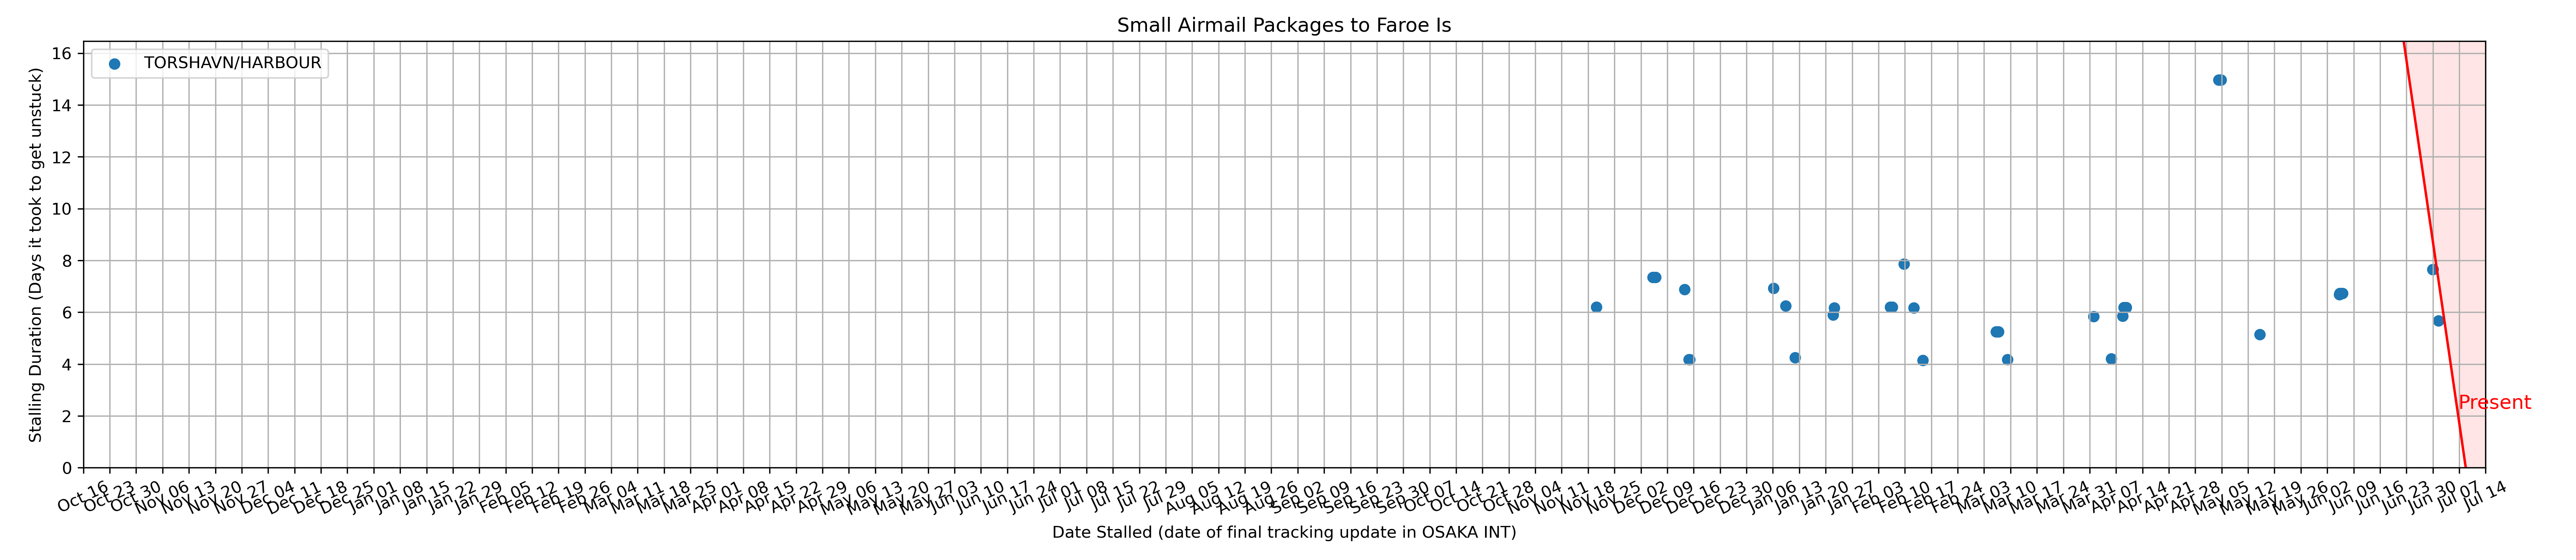 Small Airmail Packages to Faroe Is
TORSHAVN/HARBOUR
Stalling Duration (Days it took to get unstuck)
16
14
12
10
8
6
4
2
0
Present
Oct 16 Oct 23 Oct 30 Nov 06 Nov 13 Nov 20 Nov 27 Dec 04 Dec 11 Dec 18 Dec 25 Jan 01 Jan 08 Jan 15 Jan 22 Jan 29 Feb 05 Feb 12 Feb 19 Feb 26 Mar 04 Mar 11 Mar 18 Mar 25 Apr 01 Apr 08 Apr 15 Apr 22 Apr 29 May 06 May 13 May 20 May 27 Jun 03 Jun 10 Jun 17 Jun 24 Jul 01 Jul 08 Jul 15 Jul 22 Jul 29 Aug 05 Aug 12 Aug 19 Aug 26 Sep 02 Sep 09 Sep 16 Sep 23 Sep 30 Oct 07 Oct 14 Oct 21 Oct 28 Nov 04 Nov 11 Nov 18 Nov 25 Dec 02 Dec 09 Dec 16 Dec 23 Dec 30 Jan 06 Jan 13 Jan 20 Jan 27 Feb 03 Feb 10 Feb 17 Feb 24 Mar 03 Mar 10 Mar 17 Mar 24 Mar 31 Apr 07 Apr 14 Apr 21 Apr 28 May 05 May 12 May 19 May 26 Jun 02 Jun 09 Jun 16 Jun 23 Jun 30 Jul 07 Jul 14
Date Stalled (date of final tracking update in OSAKA INT)